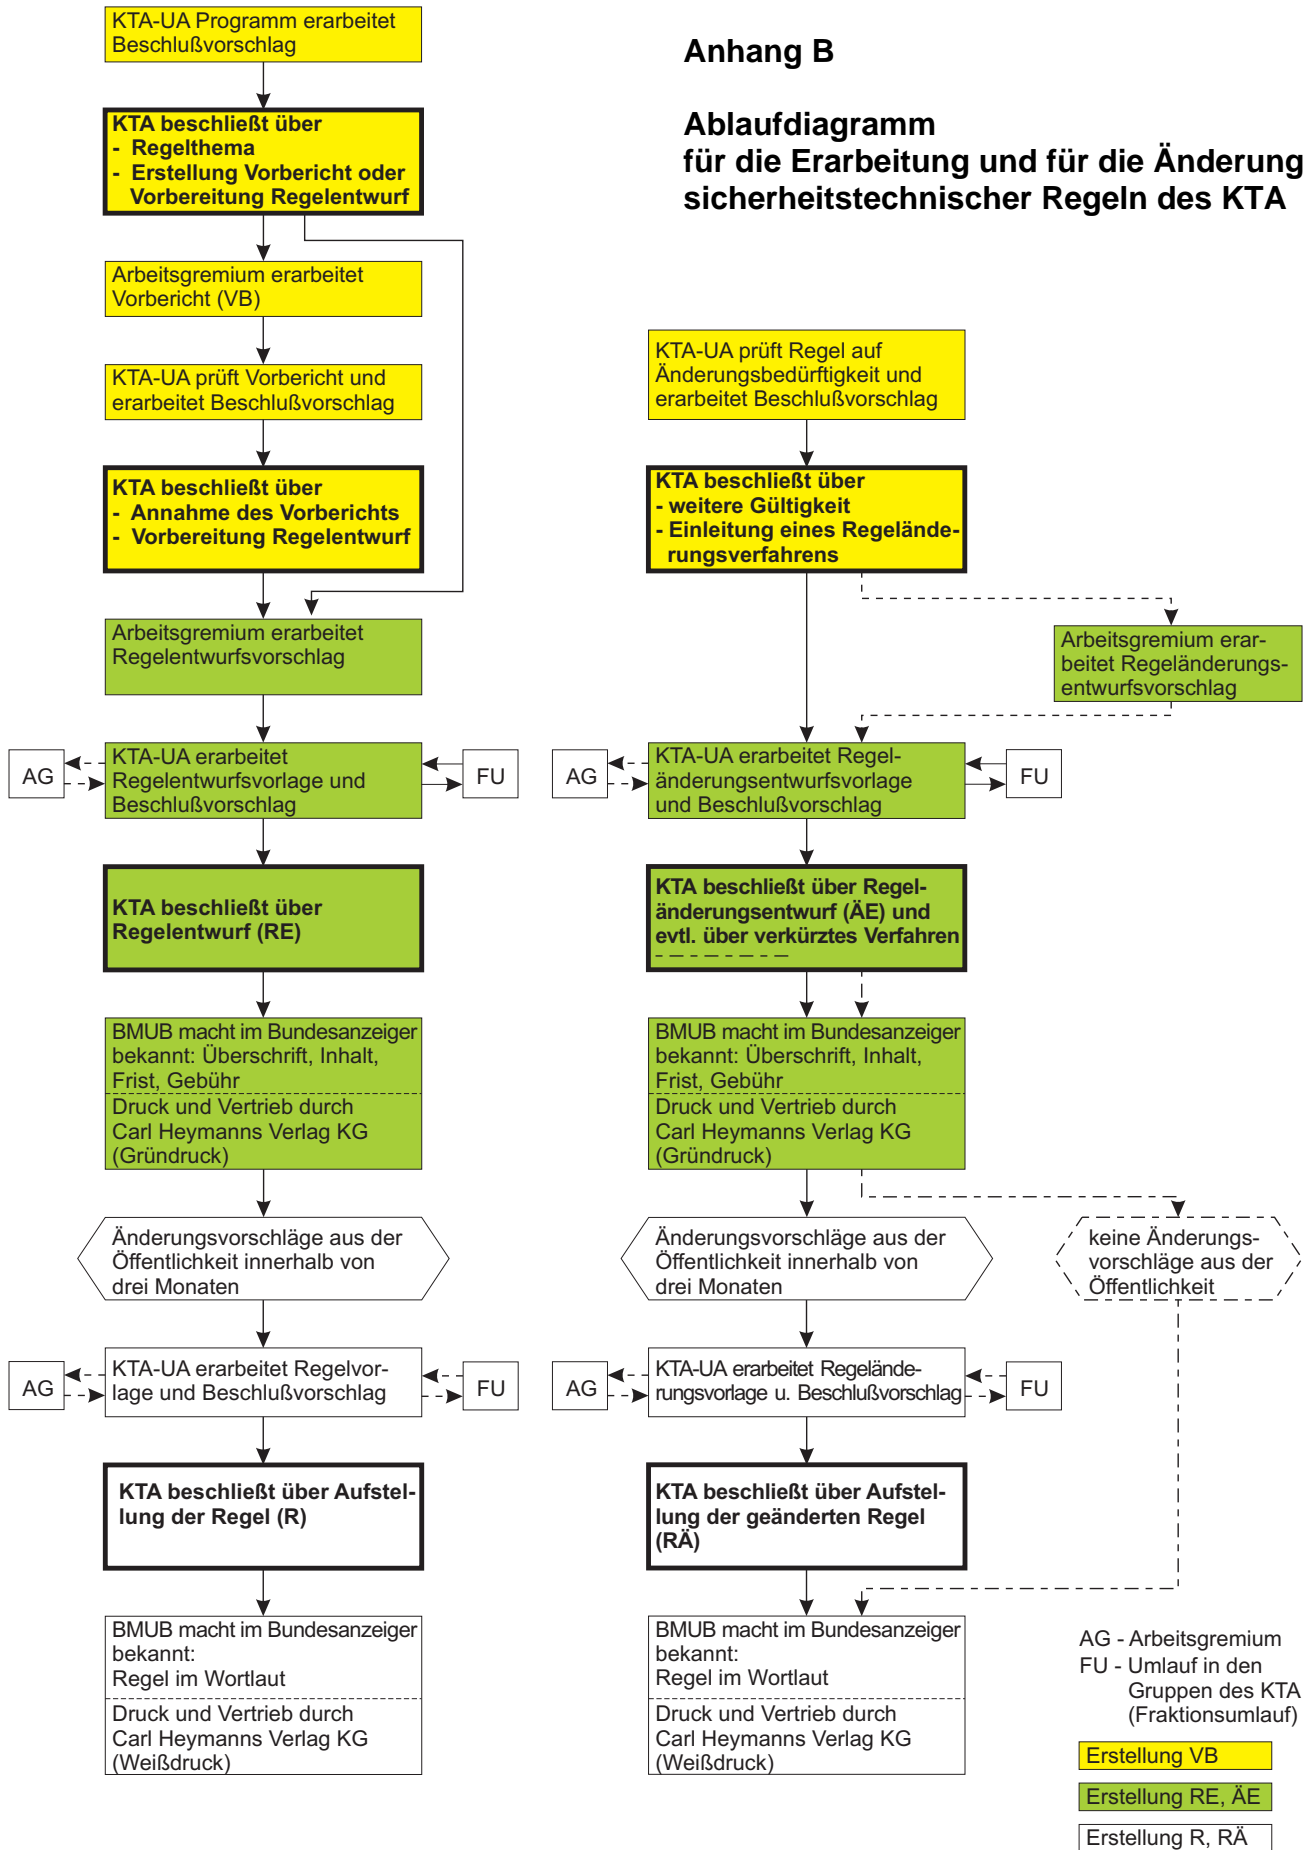 Anhang B
Ablaufdiagramm
für die Erarbeitung und für die Änderung
sicherheitstechnischer Regeln des KTA
KTA-UA Programm erarbeitet
Beschlußvorschlag
KTA beschließt über
- Regelthema
- Erstellung Vorbericht oder
Vorbereitung Regelentwurf
Arbeitsgremium erarbeitet
Vorbericht (VB)
KTA-UA prüft Vorbericht und
erarbeitet Beschlußvorschlag
KTA beschließt über
- Annahme des Vorberichts
- Vorbereitung Regelentwurf
Arbeitsgremium erarbeitet
Regelentwurfsvorschlag
AG
KTA-UA erarbeitet
Regelentwurfsvorlage und
Beschlußvorschlag
FU
KTA beschließt über
Regelentwurf (RE)
BMUB macht im Bundesanzeiger
bekannt: Überschrift, Inhalt,
Frist, Gebühr
Druck und Vertrieb durch
Carl Heymanns Verlag KG
(Gründruck)
Änderungsvorschläge aus der
Öffentlichkeit innerhalb von
drei Monaten
AG
KTA-UA erarbeitet Regelvor-
lage und Beschlußvorschlag
FU
KTA beschließt über Aufstel-
lung der Regel (R)
BMUB macht im Bundesanzeiger
bekannt:
Regel im Wortlaut
Druck und Vertrieb durch
Carl Heymanns Verlag KG
(Weißdruck)
KTA-UA prüft Regel auf
Änderungsbedürftigkeit und
erarbeitet Beschlußvorschlag
KTA beschließt über
- weitere Gültigkeit
- Einleitung eines Regelände-
rungsverfahrens
Arbeitsgremium erar-
beitet Regeländerungs-
entwurfsvorschlag
AG
KTA-UA erarbeitet Regel-
änderungsentwurfsvorlage
und Beschlußvorschlag
FU
KTA beschließt über Regel-
änderungsentwurf (ÄE) und
evtl. über verkürztes Verfahren
BMUB macht im Bundesanzeiger
bekannt: Überschrift, Inhalt,
Frist, Gebühr
Druck und Vertrieb durch
Carl Heymanns Verlag KG
(Gründruck)
Änderungsvorschläge aus der
Öffentlichkeit innerhalb von
drei Monaten
keine Änderungs-
vorschläge aus der
Öffentlichkeit
AG
KTA-UA erarbeitet Regelände-
rungsvorlage u. Beschlußvorschlag
FU
KTA beschließt über Aufstel-
lung der geänderten Regel
(RÄ)
BMUB macht im Bundesanzeiger
bekannt:
Regel im Wortlaut
Druck und Vertrieb durch
Carl Heymanns Verlag KG
(Weißdruck)
AG - Arbeitsgremium
FU - Umlauf in den
Gruppen des KTA
(Fraktionsumlauf)
Erstellung VB
Erstellung RE, ÄE
Erstellung R, RÄ